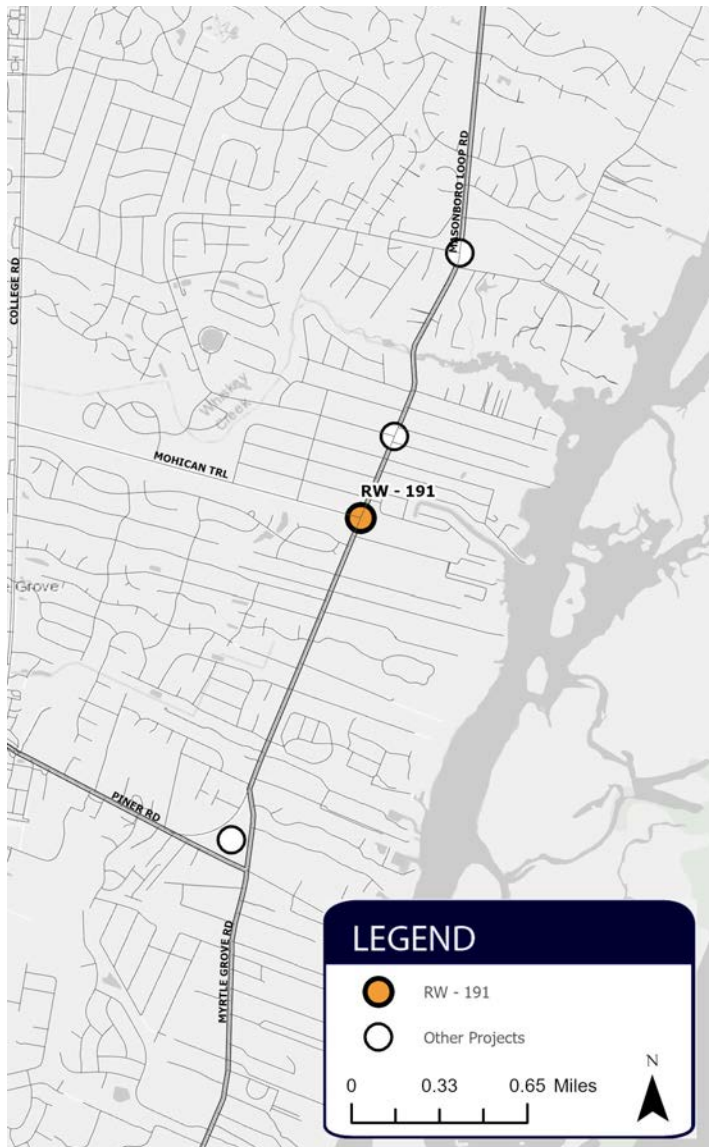 MASONBORO LOOP RD
COLLEGE RD
Whiskey
Creek
MOHICAN TRL
RW - 191
Grove
PINER RD
MYRTLE GROVE RD
LEGEND
RW - 191
Other Projects
N
0 0.33 0.65 Miles